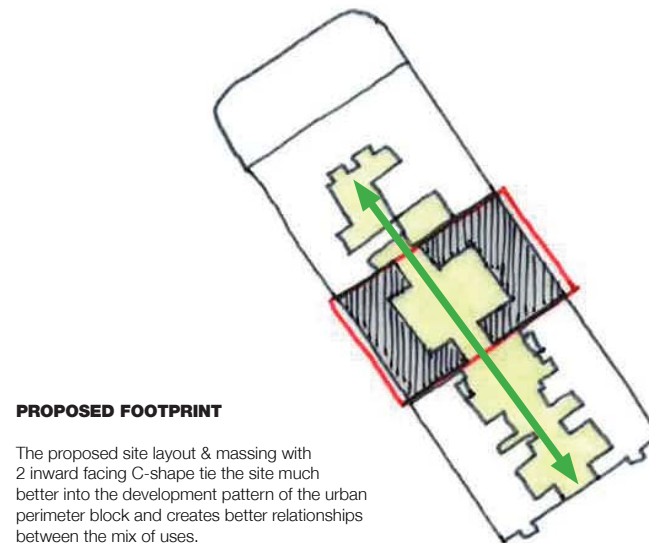 PROPOSED FOOTPRINT
The proposed site layout & massing with
2 inward facing C-shape tie the site much
better into the development pattern of the urban
perimeter block and creates better relationships
between the mix of uses.